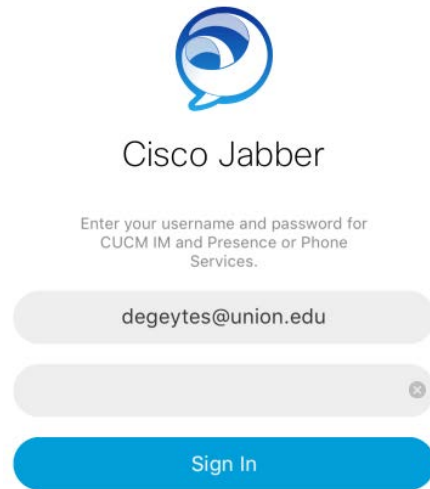 Cisco Jabber
Enter your username and password for
CUCM IM and Presence or Phone
Services.
degeytes@union.edu
Sign In